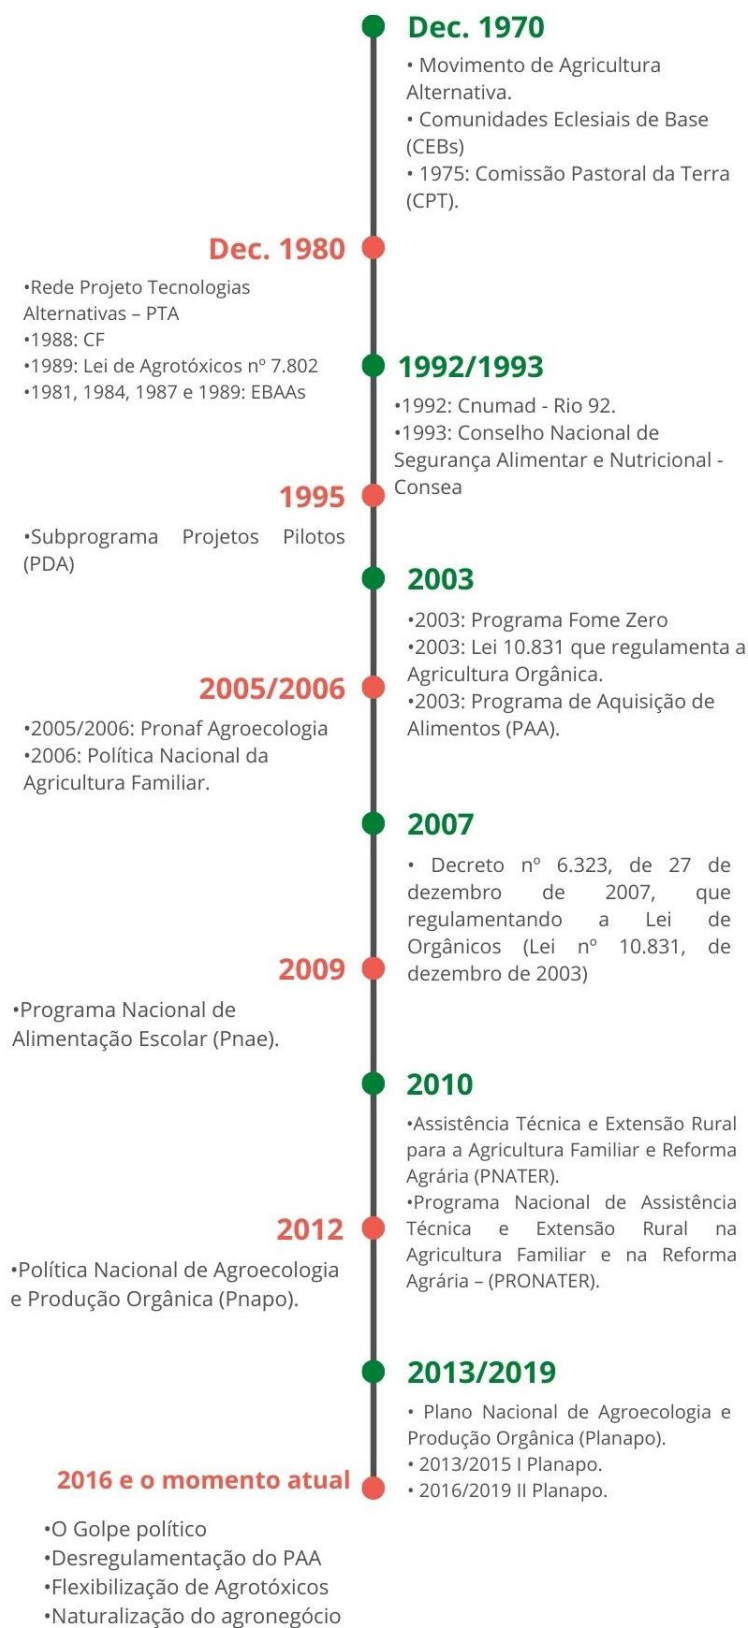 Dec. 1970
• Movimento de Agricultura
Alternativa.
• Comunidades Eclesiais de Base
(CEBs)
• 1975: Comissão Pastoral da Terra
(CPT).
Dec. 1980
•Rede Projeto Tecnologias
Alternativas – PTA
•1988: CF
•1989: Lei de Agrotóxicos nº 7.802
•1981, 1984, 1987 e 1989: EBAAs
1992/1993
•1992: Cnumad - Rio 92.
•1993: Conselho Nacional de
Segurança Alimentar e Nutricional -
Consea
1995
•Subprograma Projetos Pilotos
(PDA)
2003
•2003: Programa Fome Zero
•2003: Lei 10.831 que regulamenta a
Agricultura Orgânica.
•2003: Programa de Aquisição de
Alimentos (PAA).
2005/2006
•2005/2006: Pronaf Agroecologia
•2006: Política Nacional da
Agricultura Familiar.
2007
• Decreto nº 6.323, de 27 de
dezembro de 2007, que
regulamentando a Lei de
Orgânicos (Lei nº 10.831, de
dezembro de 2003)
2009
•Programa Nacional de
Alimentação Escolar (Pnae).
2010
•Assistência Técnica e Extensão Rural
para a Agricultura Familiar e Reforma
Agrária (PNATER).
•Programa Nacional de Assistência
Técnica e Extensão Rural na
Agricultura Familiar e na Reforma
Agrária – (PRONATER).
2012
•Política Nacional de Agroecologia
e Produção Orgânica (Pnapo).
2013/2019
• Plano Nacional de Agroecologia e
Produção Orgânica (Planapo).
• 2013/2015 I Planapo.
• 2016/2019 II Planapo.
2016 e o momento atual
•O Golpe político
•Desregulamentação do PAA
•Flexibilização de Agrotóxicos
•Naturalização do agronegócio